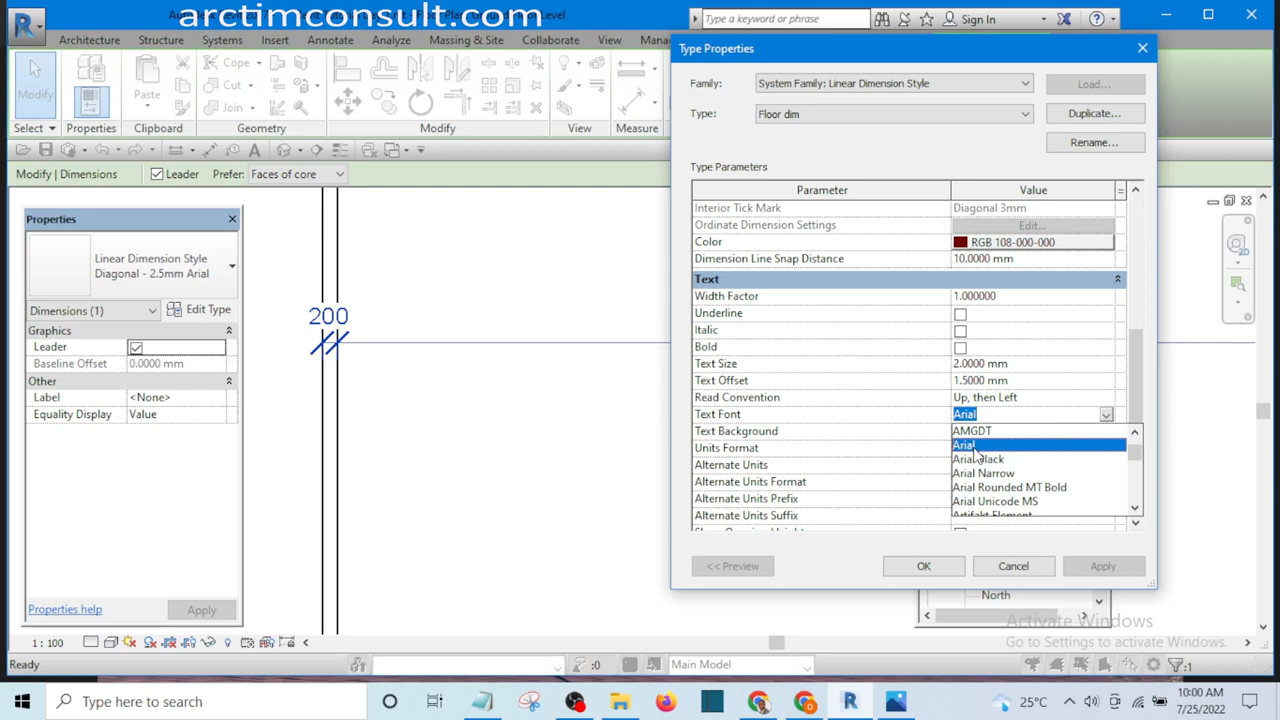 arctimconsult.com
Type a keyword or phrase
Sign In
Architecture Structure Systems Insert Annotate Analyze Massing & Site Collaborate View
Modify
Paste
Cope
Cut
Join
Select Properties Clipboard Geometry Modify View Measure
Modify | Dimensions Leader Prefer: Faces of core
Properties
Linear Dimension Style
Diagonal - 2.5mm Arial
Dimensions (1) Edit Type
Graphics
Leader
Baseline Offset 0.0000 mm
Other
Label <None>
Equality Display Value
Properties help Apply
200
Type Properties
Family: System Family: Linear Dimension Style Load...
Type: Floor dim Duplicate...
Rename...
Type Parameters
Parameter Value =
Interior Tick Mark Diagonal 3mm
Ordinate Dimension Settings Edit...
Color RGB 108-000-000
Dimension Line Snap Distance 10.0000 mm
Text
Width Factor 1.000000
Underline
Italic
Bold
Text Size 2.0000 mm
Text Offset 1.5000 mm
Read Convention Up, then Left
Text Font Arial
Text Background
Units Format
Alternate Units
Alternate Units Format
Alternate Units Prefix
Alternate Units Suffix
AMGDT
Arial
Arial Black
Arial Narrow
Arial Rounded MT Bold
Arial Unicode MS
<< Preview OK Cancel Apply
North
Activate Windows
Go to Settings to activate Windows.
1 : 100
Ready
:0
Main Model
:1
Type here to search
25°C
10:00 AM
7/25/2022